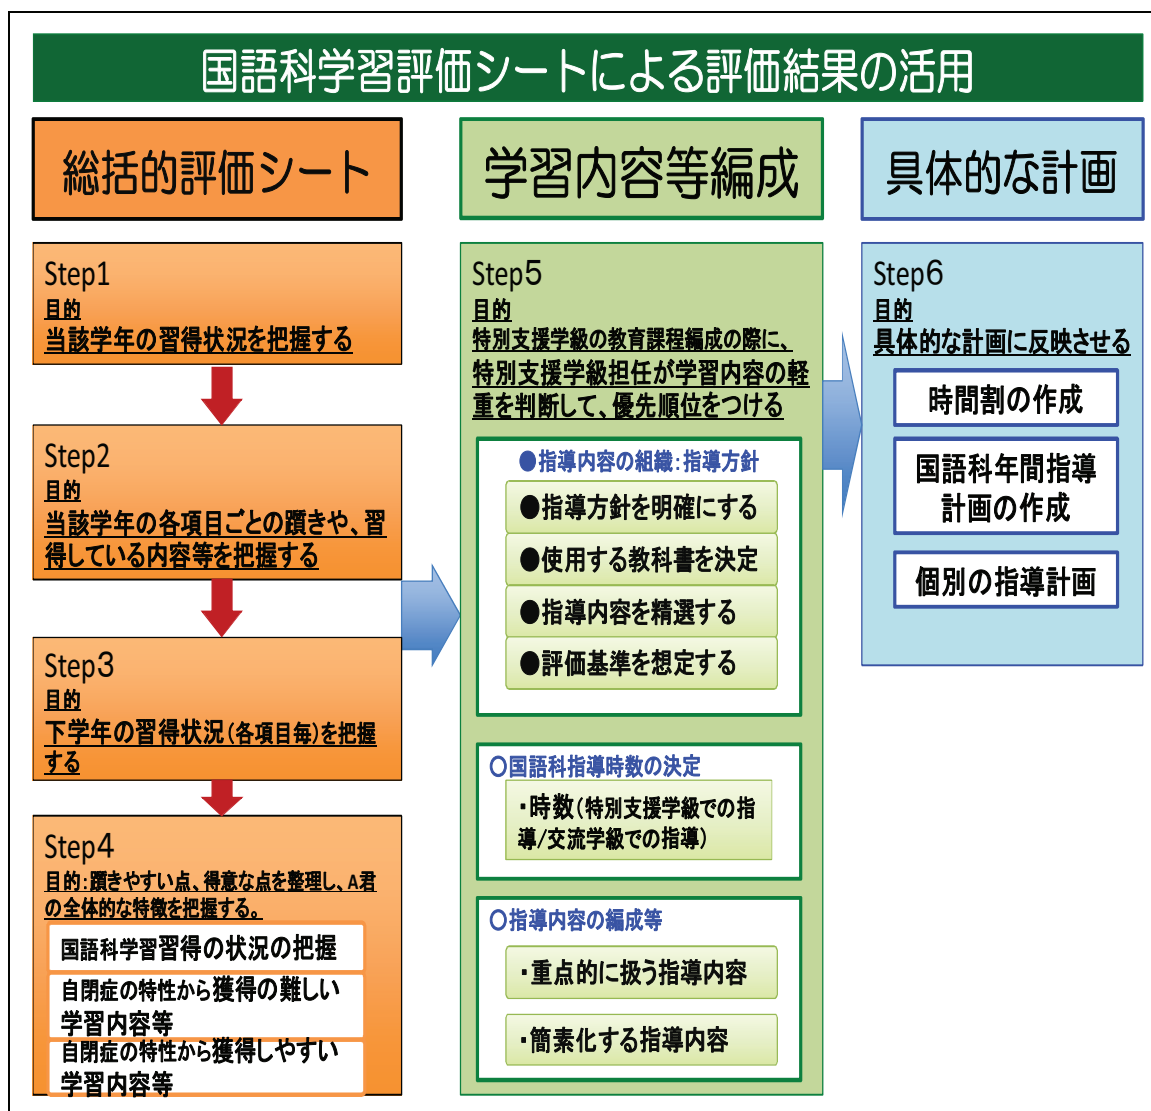 国語科学習評価シートによる評価結果の活用
総括的評価シート
Step1
目的
当該学年の習得状況を把握する
Step2
目的
当該学年の各項目ごとの躓きや、習
得している内容等を把握する
Step3
目的
下学年の習得状況(各項目毎)を把握
する
Step4
目的:躓きやすい点、得意な点を整理し、A君
の全体的な特徴を把握する。
国語科学習習得の状況の把握
自閉症の特性から獲得の難しい
学習内容等
自閉症の特性から獲得しやすい
学習内容等
学習内容等編成
Step5
目的
特別支援学級の教育課程編成の際に、
特別支援学級担任が学習内容の軽
重を判断して、優先順位をつける
●指導内容の組織:指導方針
●指導方針を明確にする
●使用する教科書を決定
●指導内容を精選する
●評価基準を想定する
○国語科指導時数の決定
・時数(特別支援学級での指
導/交流学級での指導)
○指導内容の編成等
・重点的に扱う指導内容
・簡素化する指導内容
具体的な計画
Step6
目的
具体的な計画に反映させる
時間割の作成
国語科年間指導
計画の作成
個別の指導計画